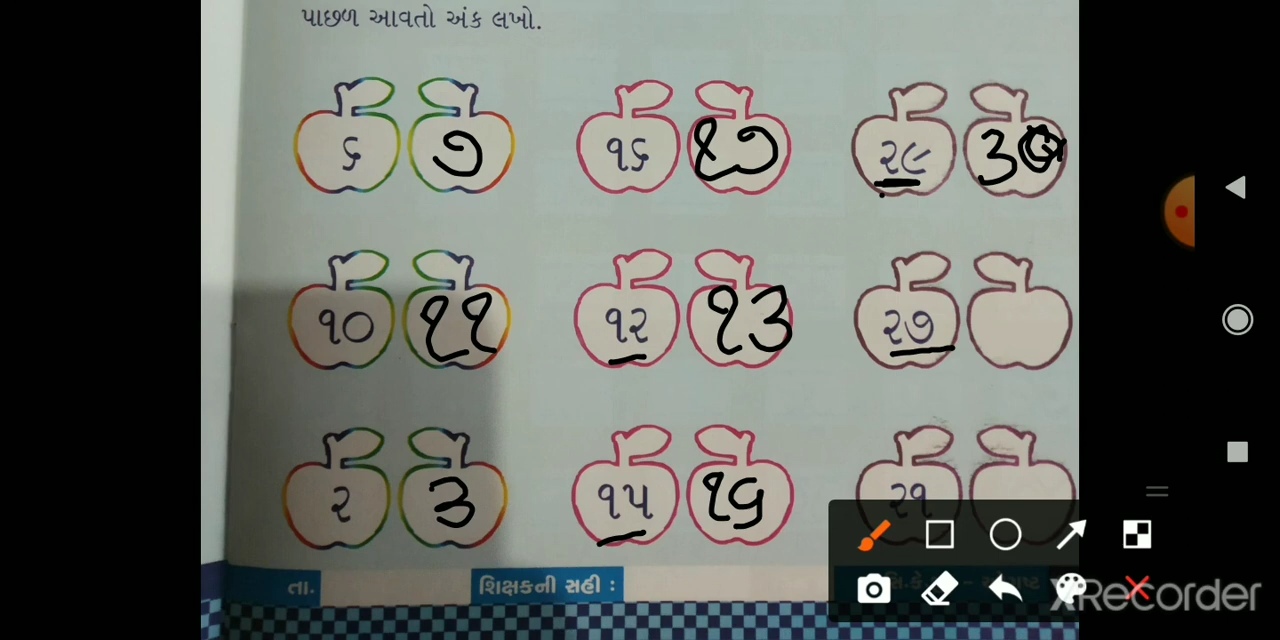 પાછળ આવતો અંક લખો.
૬ ૭ ૧૬ ૧૭ ૨૯ ૩૦
૧૦ ૧૧ ૧૨ ૧૩ ૨૭
૨ ૩ ૧૫ ૧૬ ૨૧
તા. શિક્ષકની સહી :
XRecorder